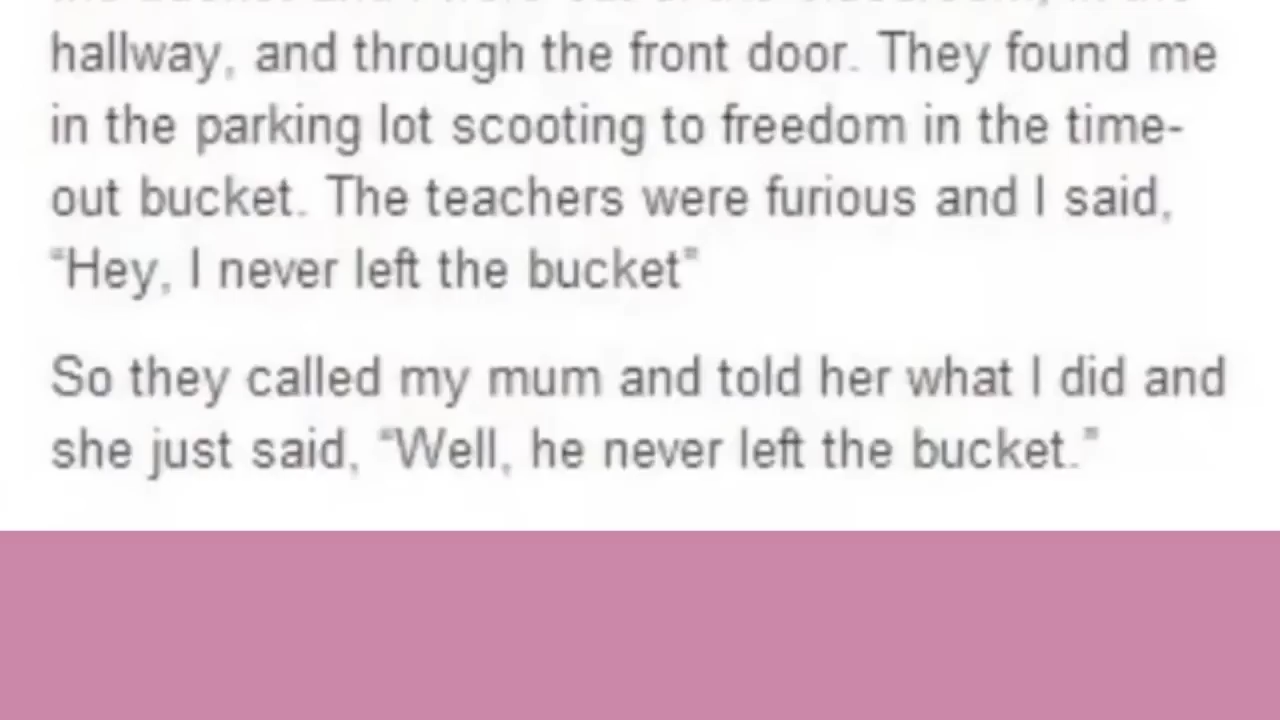 hallway, and through the front door. They found me
in the parking lot scooting to freedom in the time-
out bucket. The teachers were furious and I said,
“Hey, I never left the bucket”
So they called my mum and told her what I did and
she just said, “Well, he never left the bucket.”